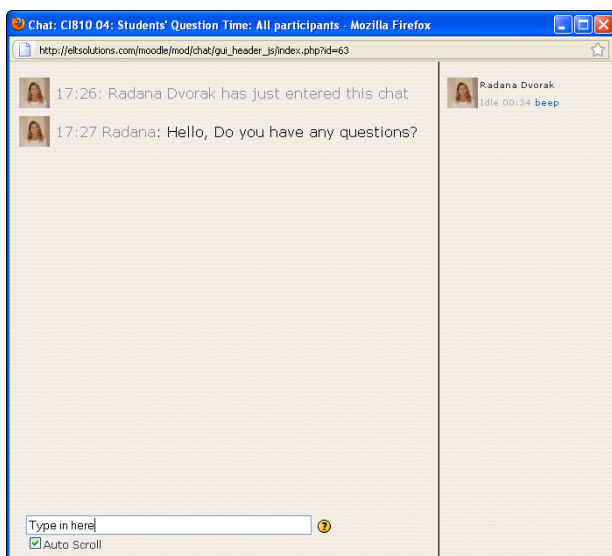 Chat: CI810 04: Students' Question Time: All participants - Mozilla Firefox
http://eltsolutions.com/moodle/mod/chat/gui_header_js/index.php?id=63
17:26: Radana Dvorak has just entered this chat
17:27 Radana: Hello, Do you have any questions?
Radana Dvorak
Idle 00:34 beep
Type in here
?
Auto Scroll